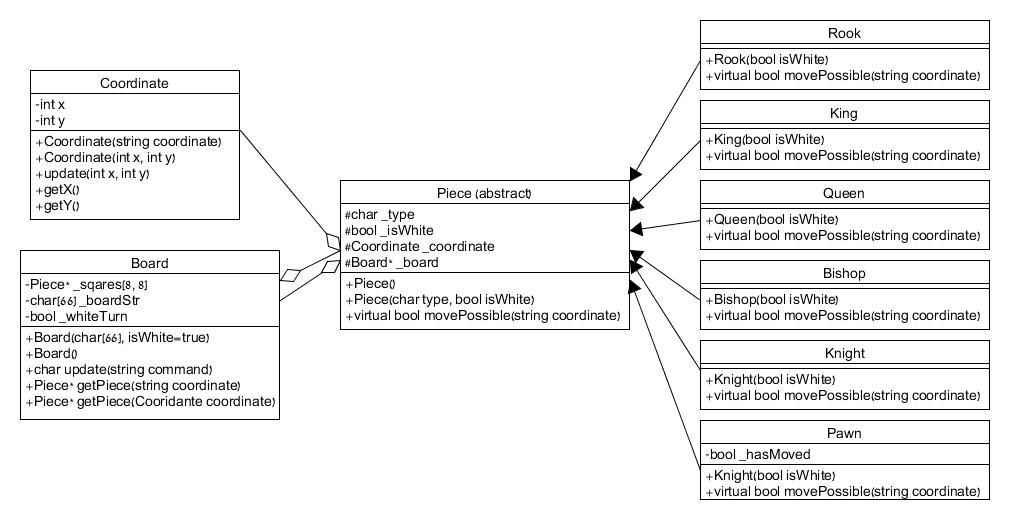 Coordinate
-int x
-int y
+Coordinate(string coordinate)
+Coordinate(int x, int y)
+update(int x, int y)
+getX()
+getY()
Board
-Piece* _sqares[8, 8]
-char[66] _boardStr
-bool _whiteTurn
+Board(char[66], isWhite=true)
+Board()
+char update(string command)
+Piece* getPiece(string coordinate)
+Piece* getPiece(Cooridante coordinate)
Piece (abstract)
#char _type
#bool _isWhite
#Coordinate _coordinate
#Board* _board
+Piece()
+Piece(char type, bool isWhite)
+virtual bool movePossible(string coordinate)
Rook
+Rook(bool isWhite)
+virtual bool movePossible(string coordinate)
King
+King(bool isWhite)
+virtual bool movePossible(string coordinate)
Queen
+Queen(bool isWhite)
+virtual bool movePossible(string coordinate)
Bishop
+Bishop(bool isWhite)
+virtual bool movePossible(string coordinate)
Knight
+Knight(bool isWhite)
+virtual bool movePossible(string coordinate)
Pawn
-bool _hasMoved
+Knight(bool isWhite)
+virtual bool movePossible(string coordinate)